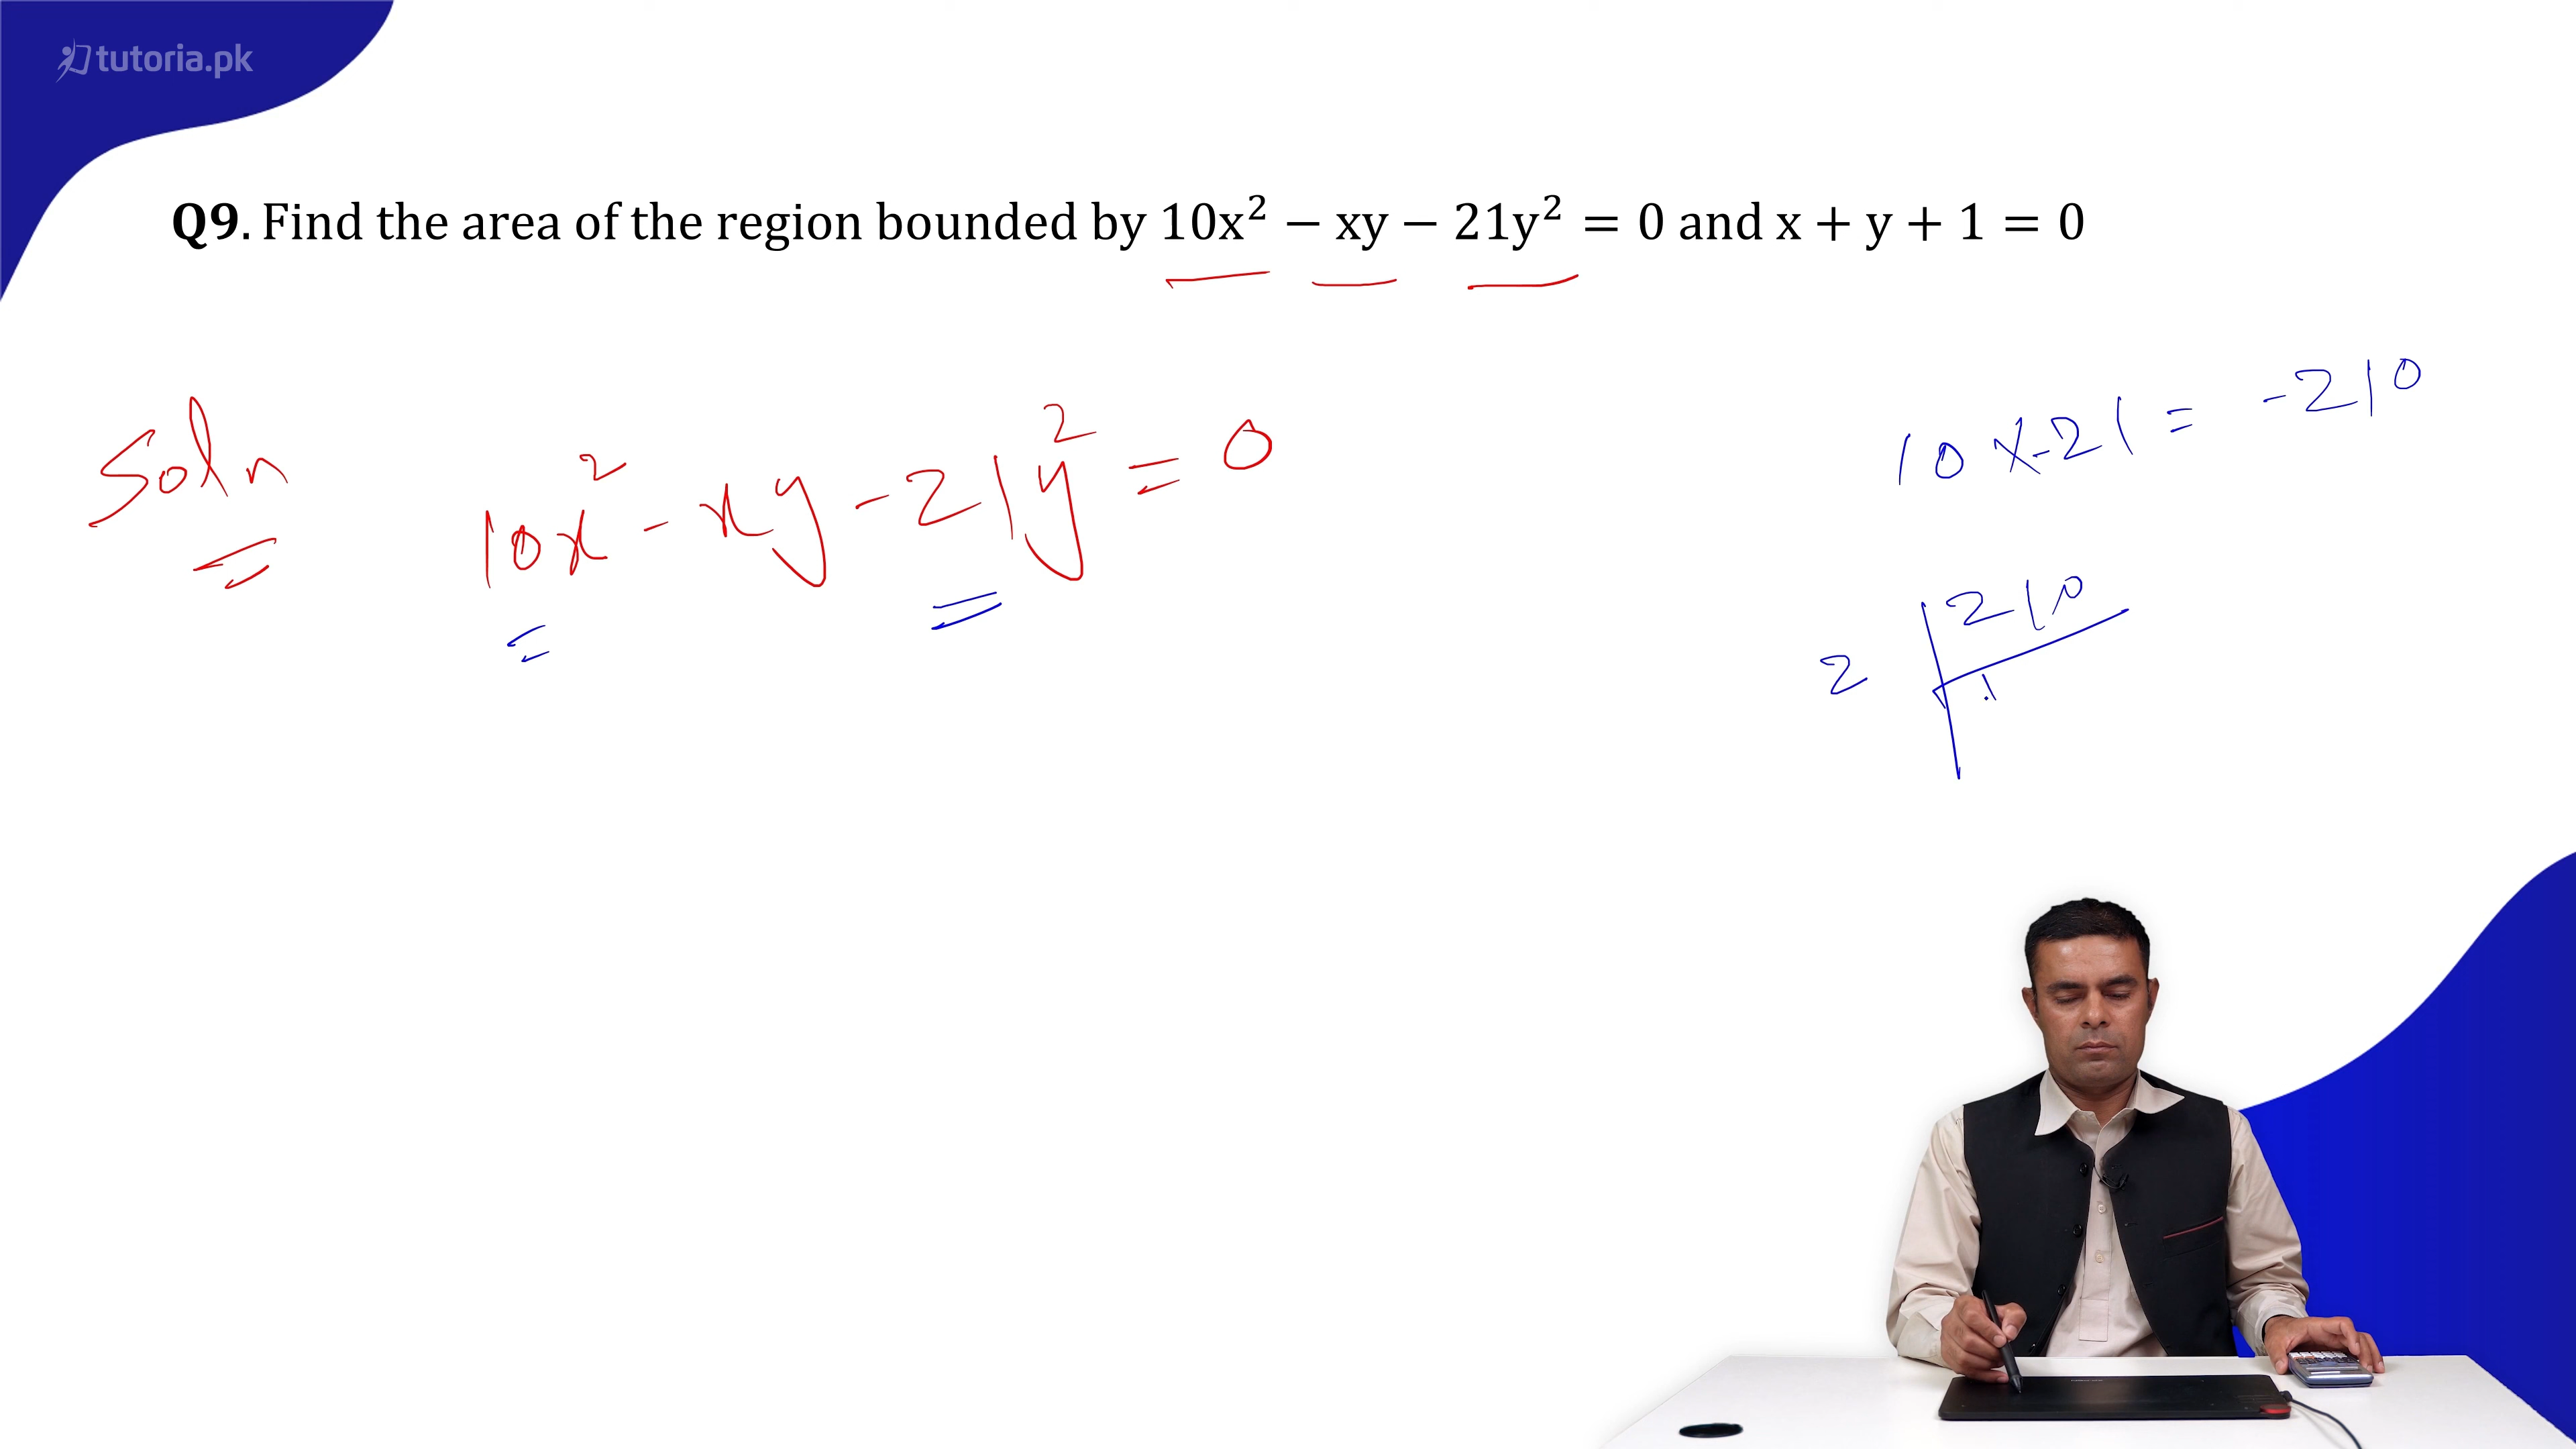 tutoria.pk
Q9. Find the area of the region bounded by 10x² − xy − 21y² = 0 and x + y + 1 = 0
Soln 10x² - xy - 21y² = 0
10 x -21 = -210
2 | 210